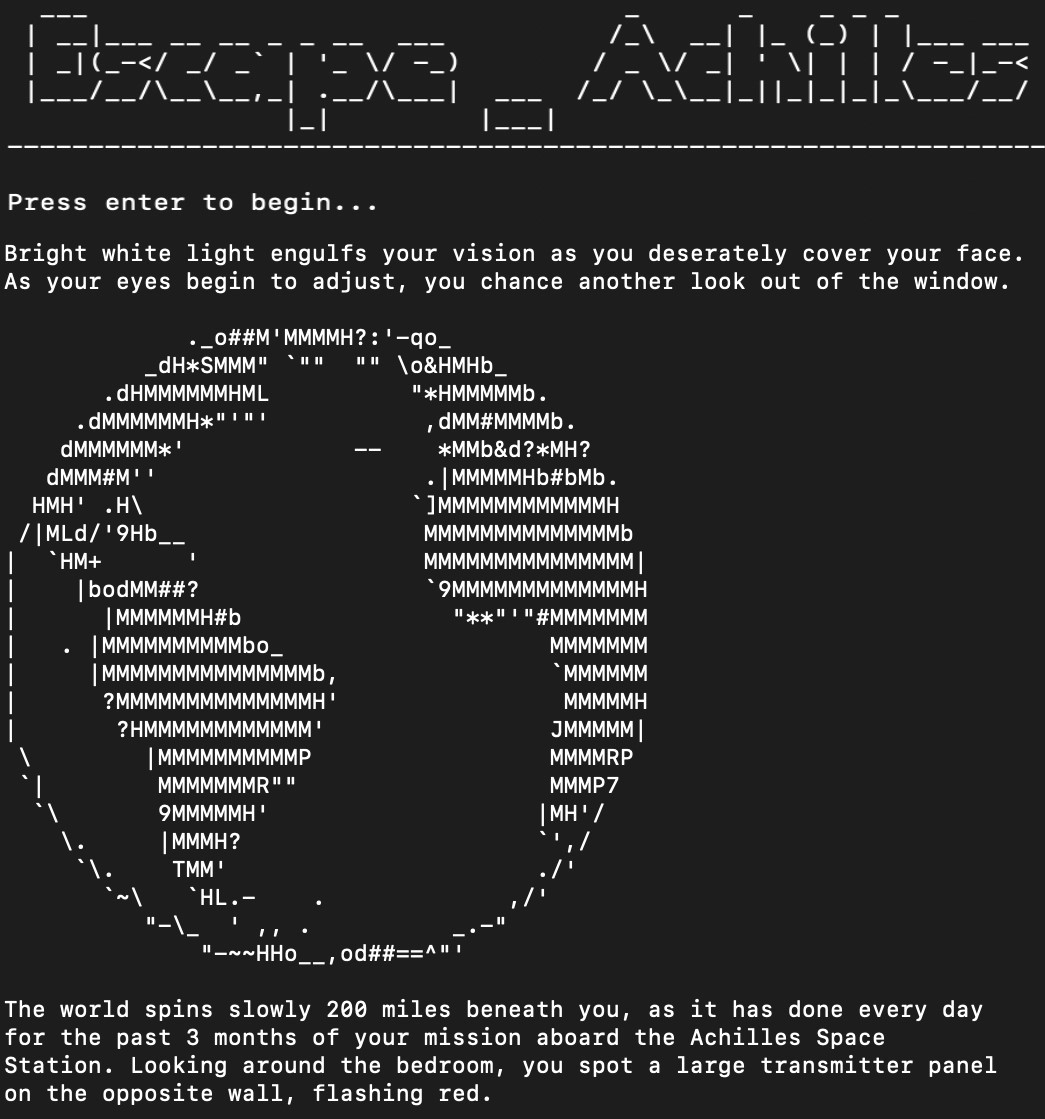 Escape_Achilles
Press enter to begin...
Bright white light engulfs your vision as you deserately cover your face.
As your eyes begin to adjust, you chance another look out of the window.
The world spins slowly 200 miles beneath you, as it has done every day
for the past 3 months of your mission aboard the Achilles Space
Station. Looking around the bedroom, you spot a large transmitter panel
on the opposite wall, flashing red.